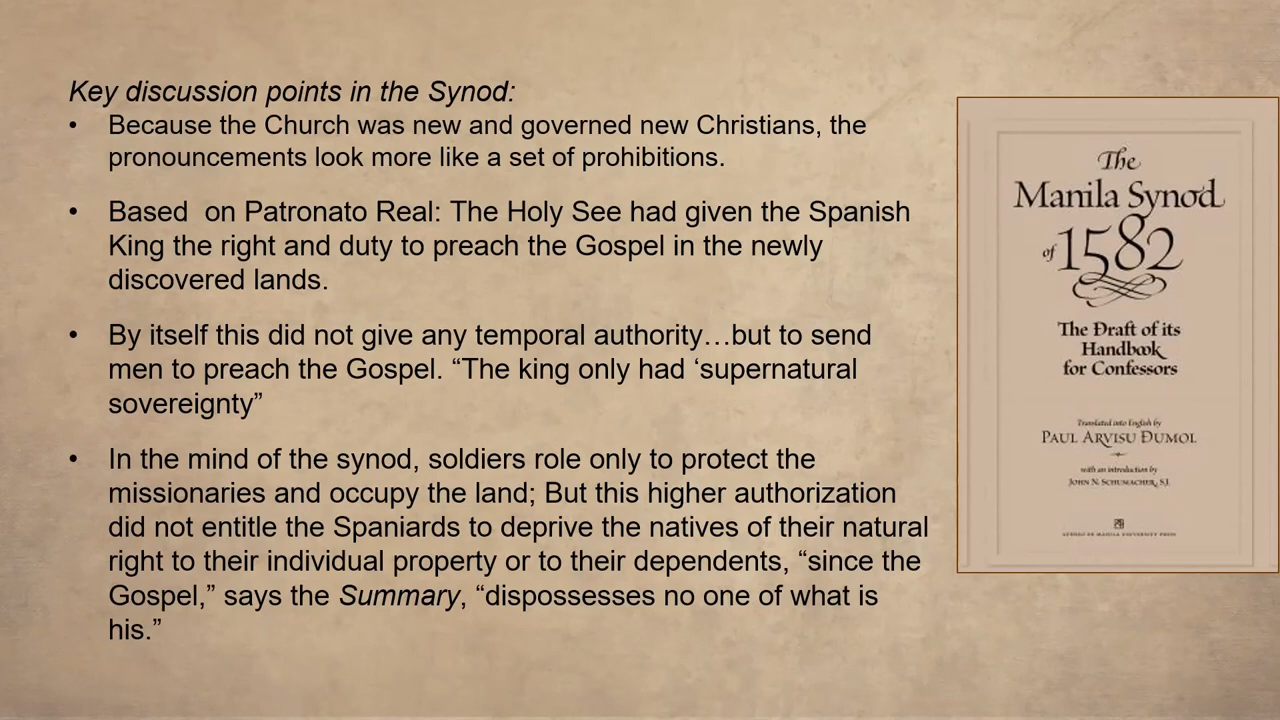 Key discussion points in the Synod:
• Because the Church was new and governed new Christians, the
pronouncements look more like a set of prohibitions.
• Based  on Patronato Real: The Holy See had given the Spanish
King the right and duty to preach the Gospel in the newly
discovered lands.
• By itself this did not give any temporal authority…but to send
men to preach the Gospel. “The king only had ‘supernatural
sovereignty”
• In the mind of the synod, soldiers role only to protect the
missionaries and occupy the land; But this higher authorization
did not entitle the Spaniards to deprive the natives of their natural
right to their individual property or to their dependents, “since the
Gospel,” says the Summary, “dispossesses no one of what is
his.”
The
Manila Synod
of 1582
The Draft of its
Handbook
for Confessors
Translated into English by
PAUL ARVISU DUMOL
with an introduction by
JOHN N. SCHUMACHER, S.J.
ATENEO DE MANILA UNIVERSITY PRESS